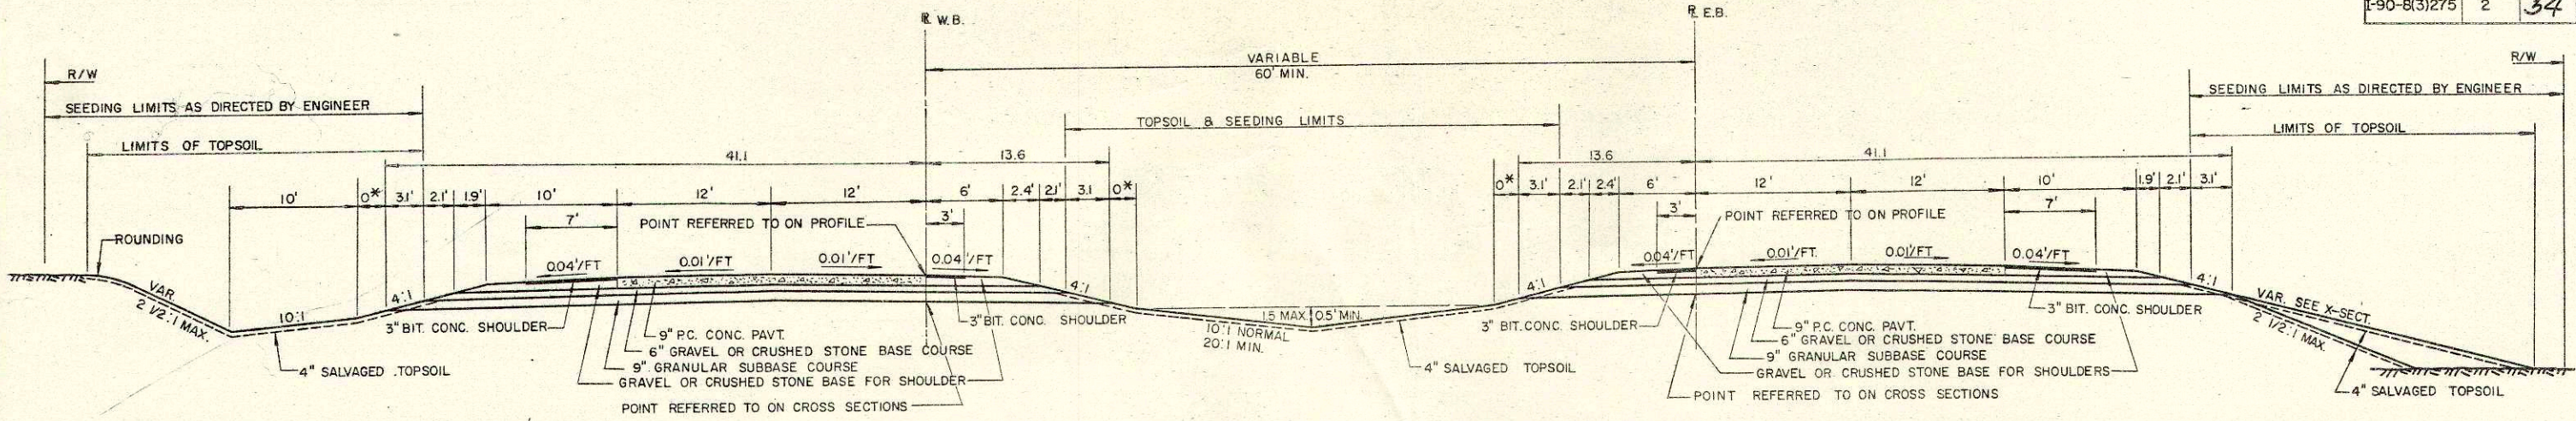 I-90-8(3)275 2 34
℞ W.B.
℞ E.B.
R/W
VARIABLE
60' MIN.
R/W
SEEDING LIMITS AS DIRECTED BY ENGINEER
TOPSOIL & SEEDING LIMITS
SEEDING LIMITS AS DIRECTED BY ENGINEER
LIMITS OF TOPSOIL
LIMITS OF TOPSOIL
41.1 13.6
13.6 41.1
10' 0* 3.1' 2.1' 1.9' 10' 12' 12' 6' 2.4' 2.1' 3.1 0*
0* 3.1' 2.1' 2.4' 6' 12' 12' 10' 1.9' 2.1' 3.1'
7' 3'
3' 7'
POINT REFERRED TO ON PROFILE
POINT REFERRED TO ON PROFILE
ROUNDING
0.04'/FT 0.01'/FT 0.01'/FT 0.04'/FT
0.04'/FT 0.01'/FT. 0.01'/FT 0.04'/FT
VAR.
2 1/2:1 MAX.
10:1
4:1
4:1
4:1
4:1
VAR. SEE X-SECT.
2 1/2:1 MAX.
1.5 MAX. 0.5' MIN.
10:1 NORMAL
20:1 MIN.
3" BIT. CONC. SHOULDER
3" BIT. CONC. SHOULDER
9" P.C. CONC. PAVT.
6" GRAVEL OR CRUSHED STONE BASE COURSE
9" GRANULAR SUBBASE COURSE
GRAVEL OR CRUSHED STONE BASE FOR SHOULDER
POINT REFERRED TO ON CROSS SECTIONS
4" SALVAGED TOPSOIL
4" SALVAGED TOPSOIL
3" BIT. CONC. SHOULDER
3" BIT. CONC. SHOULDER
9" P.C. CONC. PAVT.
6" GRAVEL OR CRUSHED STONE BASE COURSE
9" GRANULAR SUBBASE COURSE
GRAVEL OR CRUSHED STONE BASE FOR SHOULDERS
POINT REFERRED TO ON CROSS SECTIONS
4" SALVAGED TOPSOIL